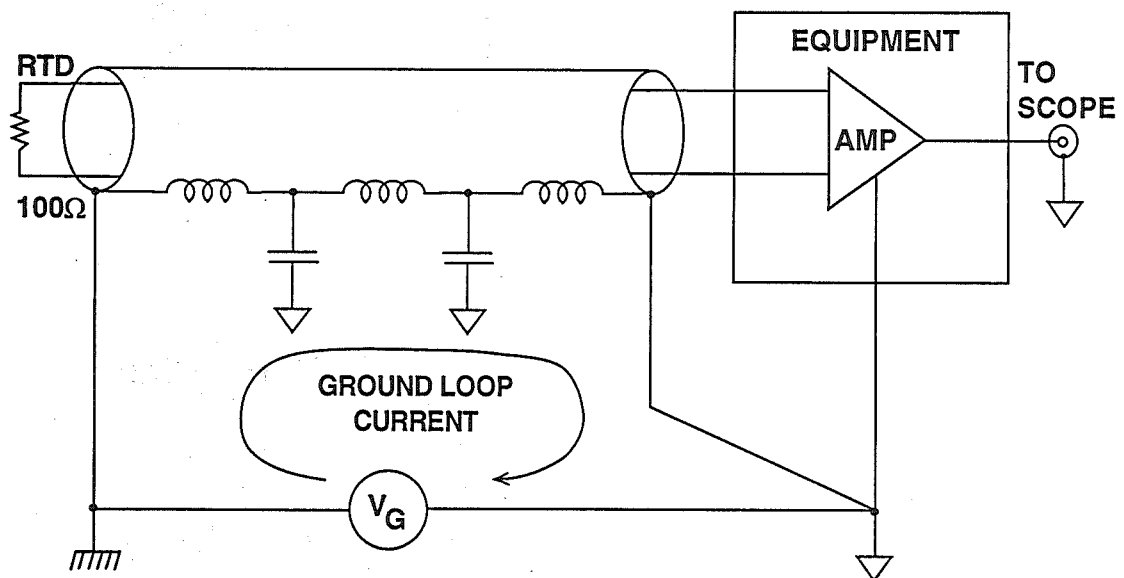 EQUIPMENT
RTD
TO
SCOPE
AMP
100Ω
GROUND LOOP
CURRENT
VG